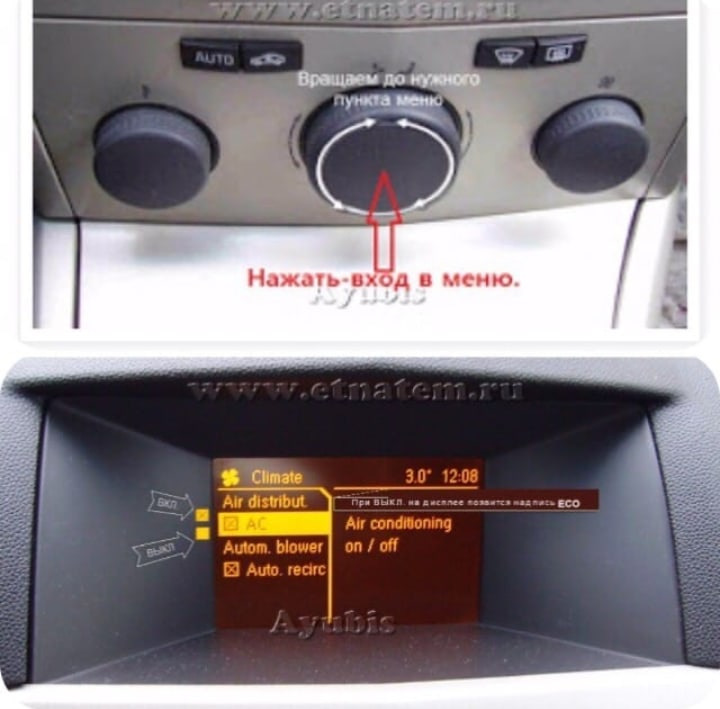 www.etnatem.ru
AUTO
Вращаем до нужного
пункта меню
Нажать-вход в меню.
Ayubis
www.etnatem.ru
Climate 3.0° 12:08
Air distribut.
При ВЫКЛ. на дисплее появится надпись ECO
ВКЛ.
AC
Air conditioning
ВЫКЛ
Autom. blower
on / off
Auto. recirc
Ayubis